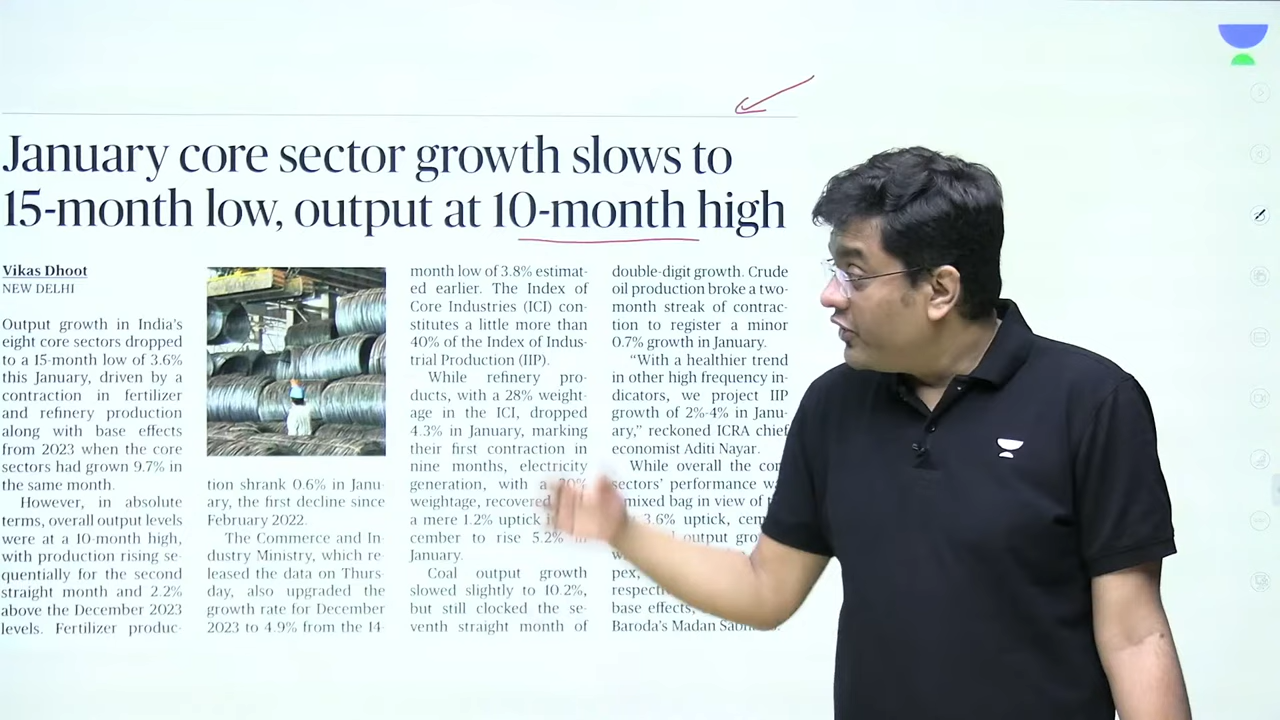 January core sector growth slows to
15-month low, output at 10-month high
Vikas Dhoot
NEW DELHI
Output growth in India's
eight core sectors dropped
to a 15-month low of 3.6%
this January, driven by a
contraction in fertilizer
and refinery production
along with base effects
from 2023 when the core
sectors had grown 9.7% in
the same month.
However, in absolute
terms, overall output levels
were at a 10-month high,
with production rising se-
quentially for the second
straight month and 2.2%
above the December 2023
levels. Fertilizer produc-
tion shrank 0.6% in Janu-
ary, the first decline since
February 2022.
The Commerce and In-
dustry Ministry, which re-
leased the data on Thurs-
day, also upgraded the
growth rate for December
2023 to 4.9% from the 14-
month low of 3.8% estimat-
ed earlier. The Index of
Core Industries (ICI) con-
stitutes a little more than
40% of the Index of Indus-
trial Production (IIP).
While refinery pro-
ducts, with a 28% weight-
age in the ICI, dropped
4.3% in January, marking
their first contraction in
nine months, electricity
generation, with a 20%
weightage, recovered
a mere 1.2% uptick
cember to rise 5.2% in
January.
Coal output growth
slowed slightly to 10.2%,
but still clocked the se-
venth straight month of
double-digit growth. Crude
oil production broke a two-
month streak of contrac-
tion to register a minor
0.7% growth in January.
"With a healthier trend
in other high frequency in-
dicators, we project IIP
growth of 2%-4% in Janu-
ary," reckoned ICRA chief
economist Aditi Nayar.
While overall the cor
sectors' performance wa
mixed bag in view of
3.6% uptick, cem
output gro
w
pex,
respect
base effects,
Baroda's Madan Sab